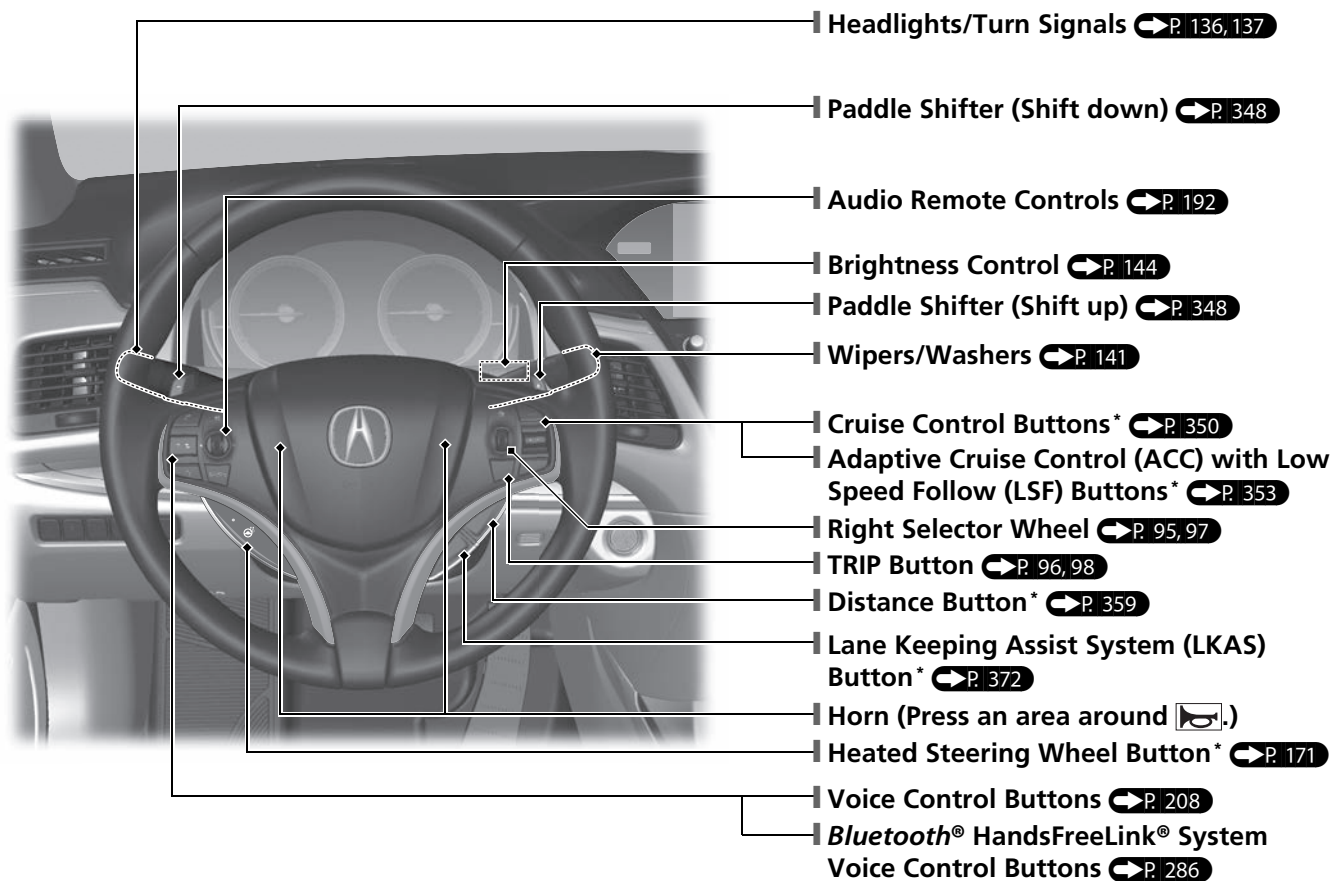 Headlights/Turn Signals P. 136, 137
Paddle Shifter (Shift down) P. 348
Audio Remote Controls P. 192
Brightness Control P. 144
Paddle Shifter (Shift up) P. 348
Wipers/Washers P. 141
Cruise Control Buttons* P. 350
Adaptive Cruise Control (ACC) with Low
Speed Follow (LSF) Buttons* P. 353
Right Selector Wheel P. 95, 97
TRIP Button P. 96, 98
Distance Button* P. 359
Lane Keeping Assist System (LKAS)
Button* P. 372
Horn (Press an area around .)
Heated Steering Wheel Button* P. 171
Voice Control Buttons P. 208
Bluetooth® HandsFreeLink® System
Voice Control Buttons P. 286